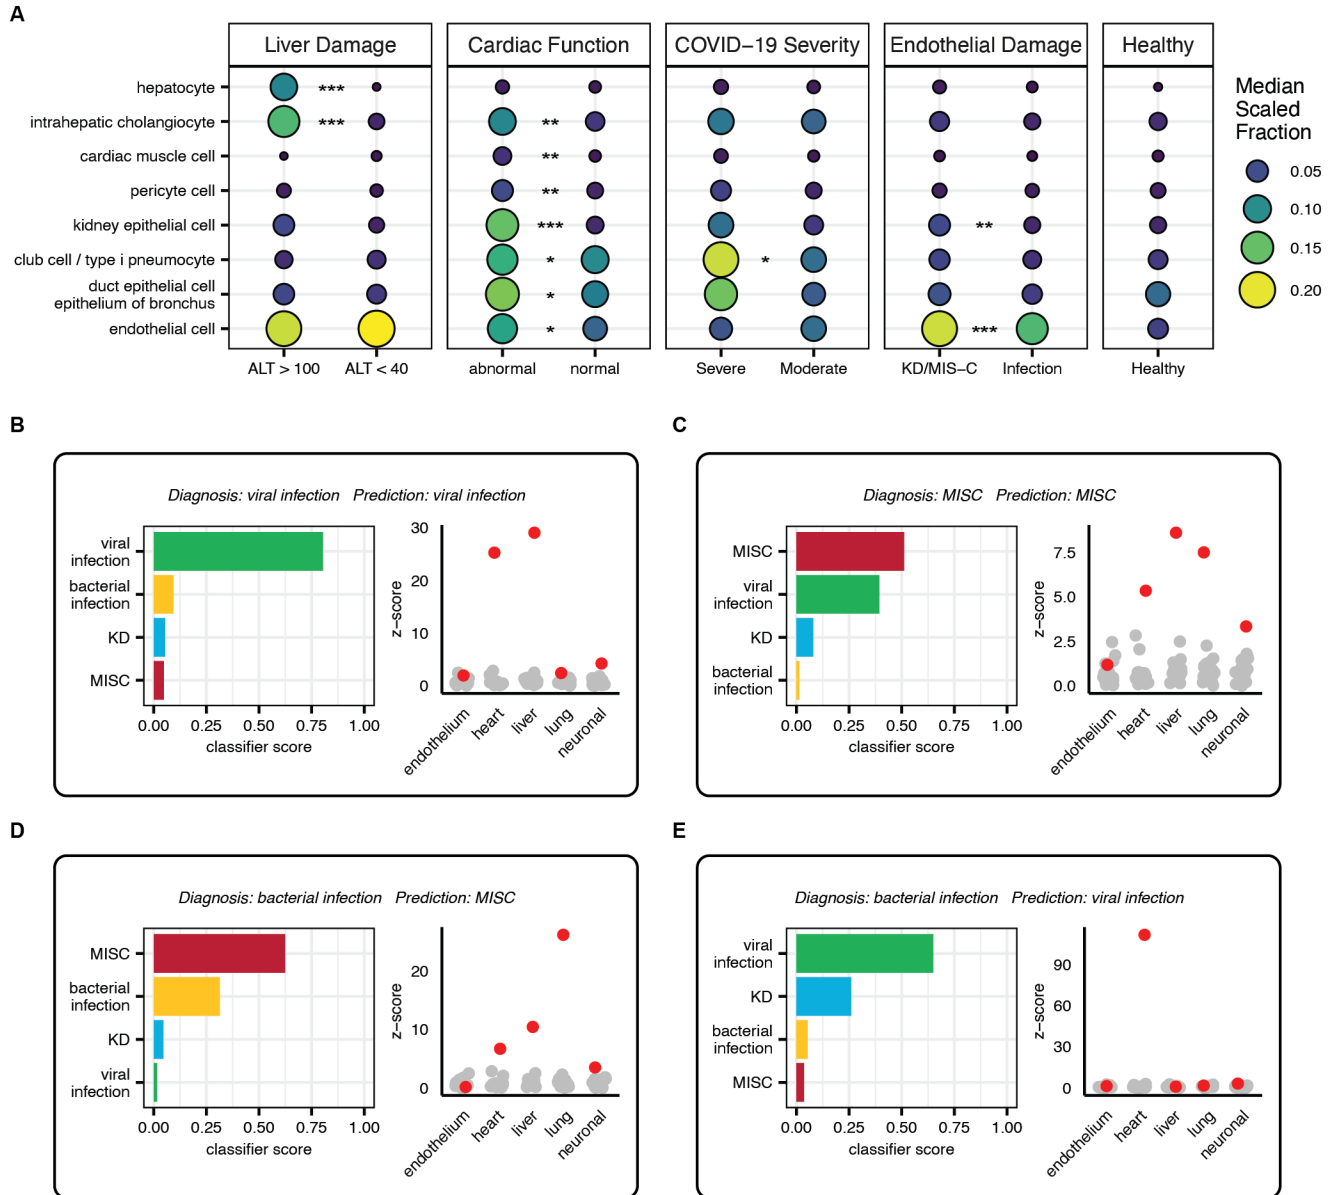 A
Liver Damage
Cardiac Function
COVID−19 Severity
Endothelial Damage
Healthy
hepatocyte
***
intrahepatic cholangiocyte
***
**
cardiac muscle cell
**
pericyte cell
**
kidney epithelial cell
***
**
club cell / type i pneumocyte
*
*
duct epithelial cell
epithelium of bronchus
*
endothelial cell
*
***
ALT > 100
ALT < 40
abnormal
normal
Severe
Moderate
KD/MIS−C
Infection
Healthy
Median
Scaled
Fraction
0.05
0.10
0.15
0.20
B
Diagnosis: viral infection Prediction: viral infection
viral
infection
bacterial
infection
KD
MISC
0.00 0.25 0.50 0.75 1.00
classifier score
z−score
30
20
10
0
endothelium
heart
liver
lung
neuronal
C
Diagnosis: MISC Prediction: MISC
MISC
viral
infection
KD
bacterial
infection
0.00 0.25 0.50 0.75 1.00
classifier score
z−score
7.5
5.0
2.5
0.0
endothelium
heart
liver
lung
neuronal
D
Diagnosis: bacterial infection Prediction: MISC
MISC
bacterial
infection
KD
viral
infection
0.00 0.25 0.50 0.75 1.00
classifier score
z−score
20
10
0
endothelium
heart
liver
lung
neuronal
E
Diagnosis: bacterial infection Prediction: viral infection
viral
infection
KD
bacterial
infection
MISC
0.00 0.25 0.50 0.75 1.00
classifier score
z−score
90
60
30
0
endothelium
heart
liver
lung
neuronal